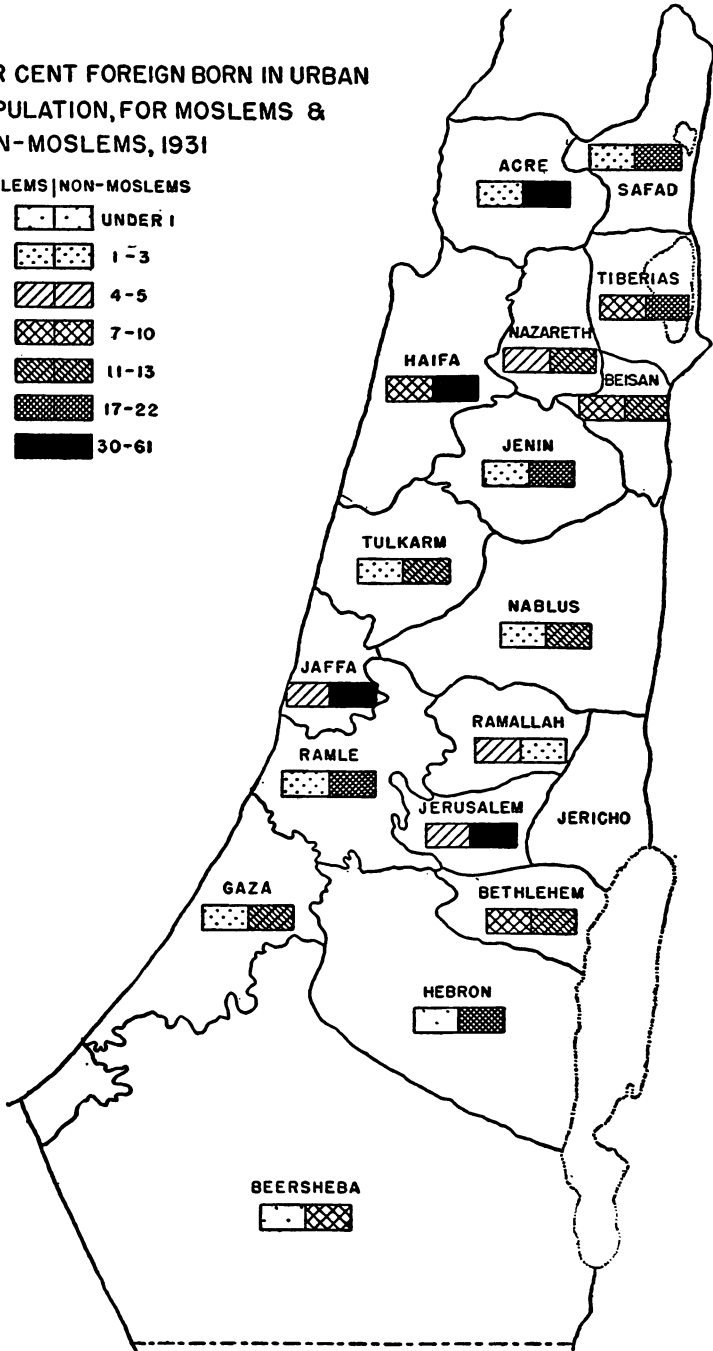 R CENT FOREIGN BORN IN URBAN
PULATION, FOR MOSLEMS &
N-MOSLEMS, 1931
LEMS | NON-MOSLEMS
UNDER 1
1-3
4-5
7-10
11-13
17-22
30-61
ACRE
SAFAD
TIBERIAS
NAZARETH
HAIFA
BEISAN
JENIN
TULKARM
NABLUS
JAFFA
RAMALLAH
RAMLE
JERUSALEM
JERICHO
GAZA
BETHLEHEM
HEBRON
BEERSHEBA